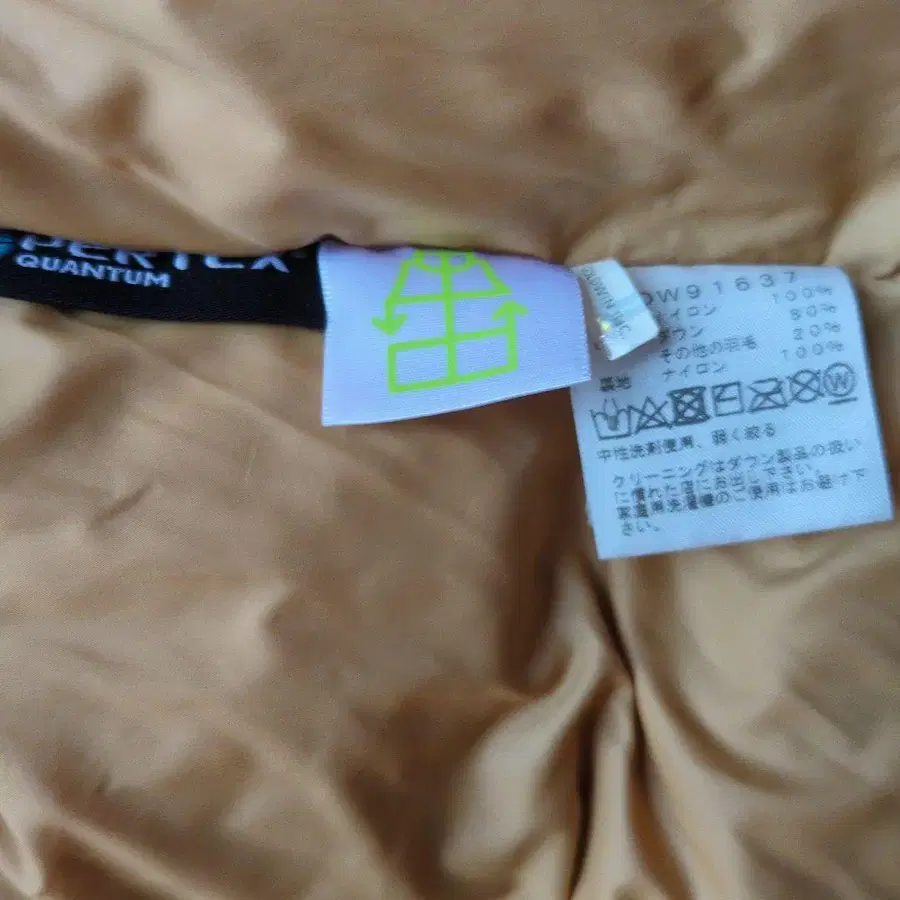 PERTEX
QUANTUM
DW91637
ナイロン 100%
ダウン 80%
その他の羽毛 20%
裏地 ナイロン 100%
W
中性洗剤使用、弱く絞る
クリーニングはダウン製品の扱い
に慣れた店にお出し下さい。
家庭用洗濯機のご使用はお避け下
さい。